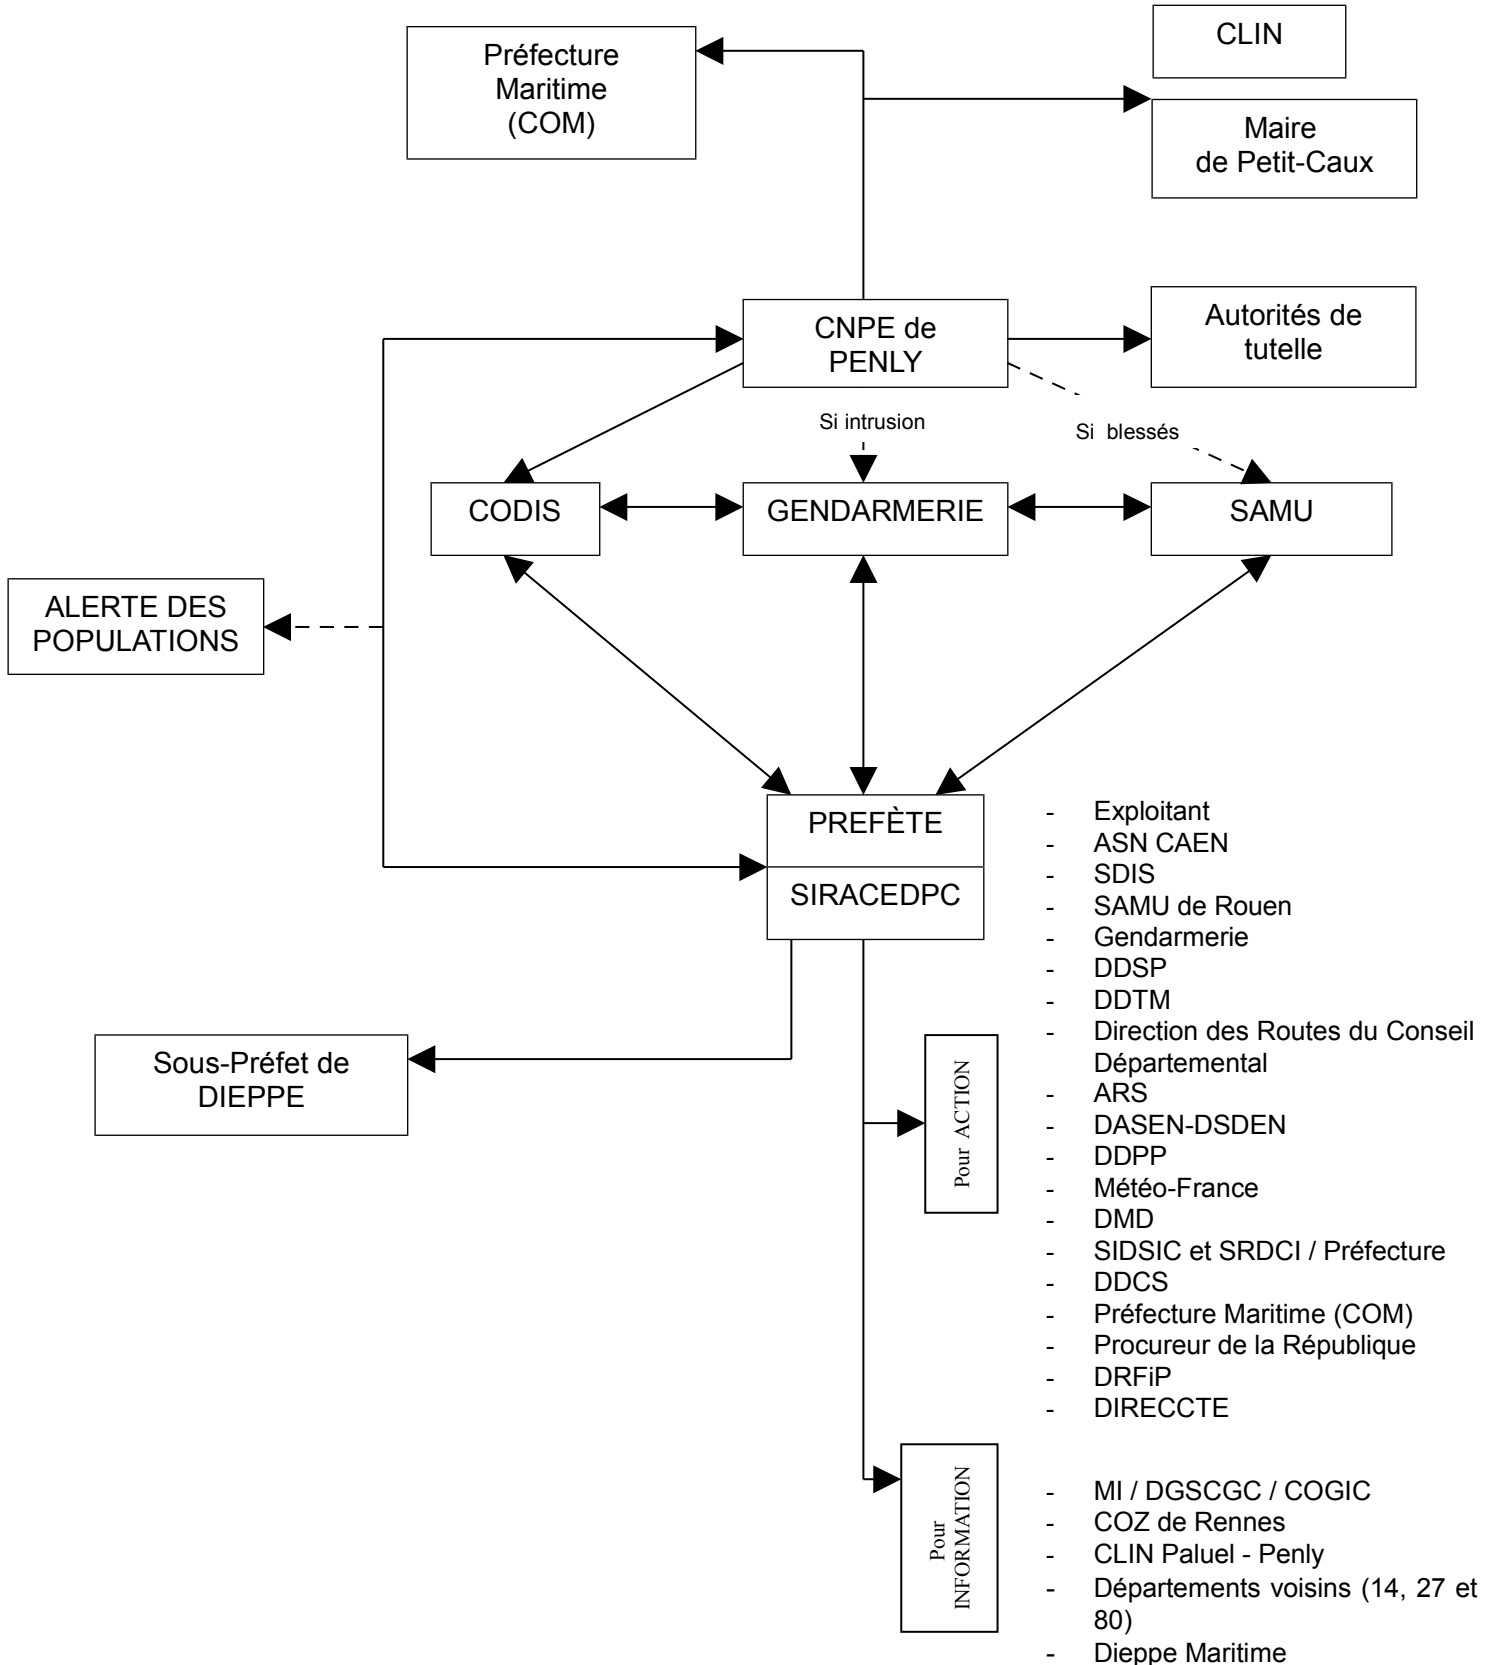 CLIN
Préfecture
Maritime
(COM)
Maire
de Petit-Caux
CNPE de
PENLY
Autorités de
tutelle
Si intrusion
Si blessés
CODIS
GENDARMERIE
SAMU
ALERTE DES
POPULATIONS
PREFÈTE
SIRACEDPC
- Exploitant
- ASN CAEN
- SDIS
- SAMU de Rouen
- Gendarmerie
- DDSP
- DDTM
- Direction des Routes du Conseil
Départemental
- ARS
- DASEN-DSDEN
- DDPP
- Météo-France
- DMD
- SIDSIC et SRDCI / Préfecture
- DDCS
- Préfecture Maritime (COM)
- Procureur de la République
- DRFiP
- DIRECCTE
Sous-Préfet de
DIEPPE
Pour ACTION
Pour
INFORMATION
- MI / DGSCGC / COGIC
- COZ de Rennes
- CLIN Paluel - Penly
- Départements voisins (14, 27 et
80)
- Dieppe Maritime